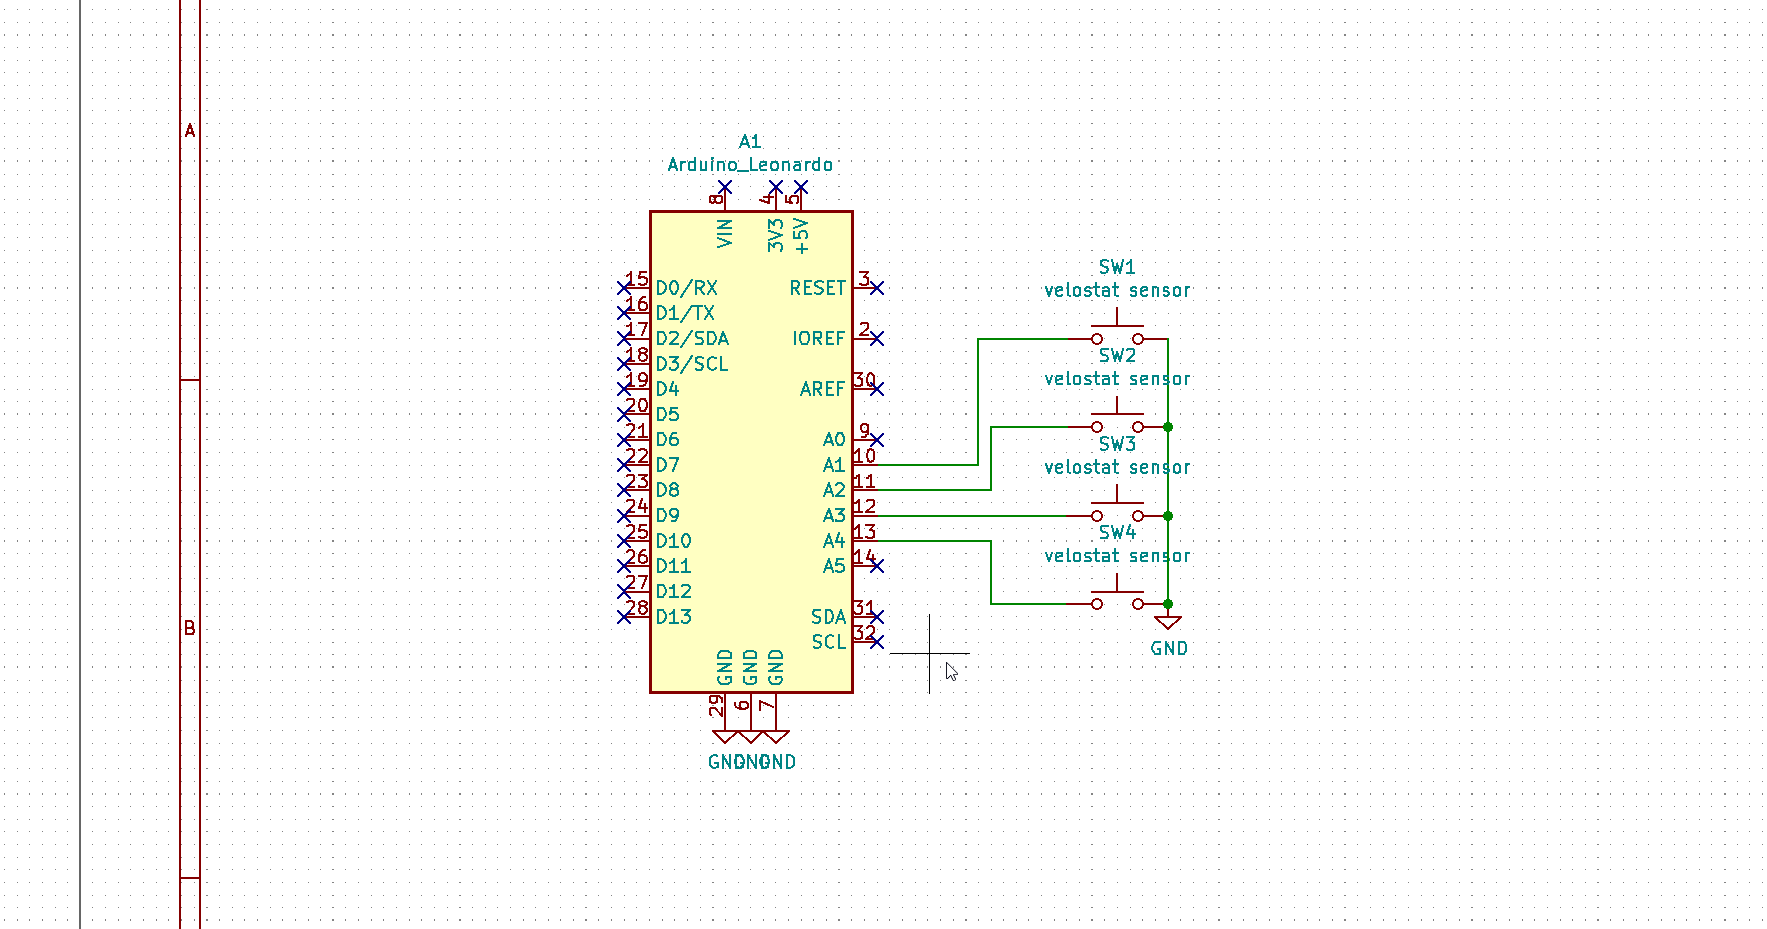 A
B
A1
Arduino_Leonardo
8
4
5
VIN
3V3
+5V
15 D0/RX
16 D1/TX
17 D2/SDA
18 D3/SCL
19 D4
20 D5
21 D6
22 D7
23 D8
24 D9
25 D10
26 D11
27 D12
28 D13
RESET 3
IOREF 2
AREF 30
A0 9
A1 10
A2 11
A3 12
A4 13
A5 14
SDA 31
SCL 32
GND GND GND
29 6 7
GND GND GND
SW1
velostat sensor
SW2
velostat sensor
SW3
velostat sensor
SW4
velostat sensor
GND